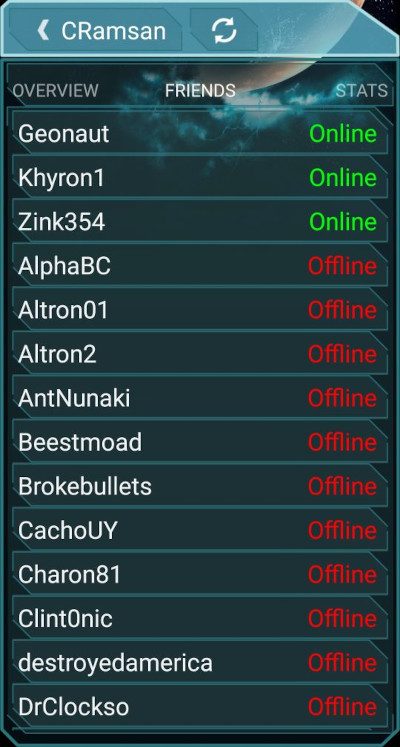 CRamsan
OVERVIEW FRIENDS STATS
Geonaut Online
Khyron1 Online
Zink354 Online
AlphaBC Offline
Altron01 Offline
Altron2 Offline
AntNunaki Offline
Beestmoad Offline
Brokebullets Offline
CachoUY Offline
Charon81 Offline
Clint0nic Offline
destroyedamerica Offline
DrClockso Offline